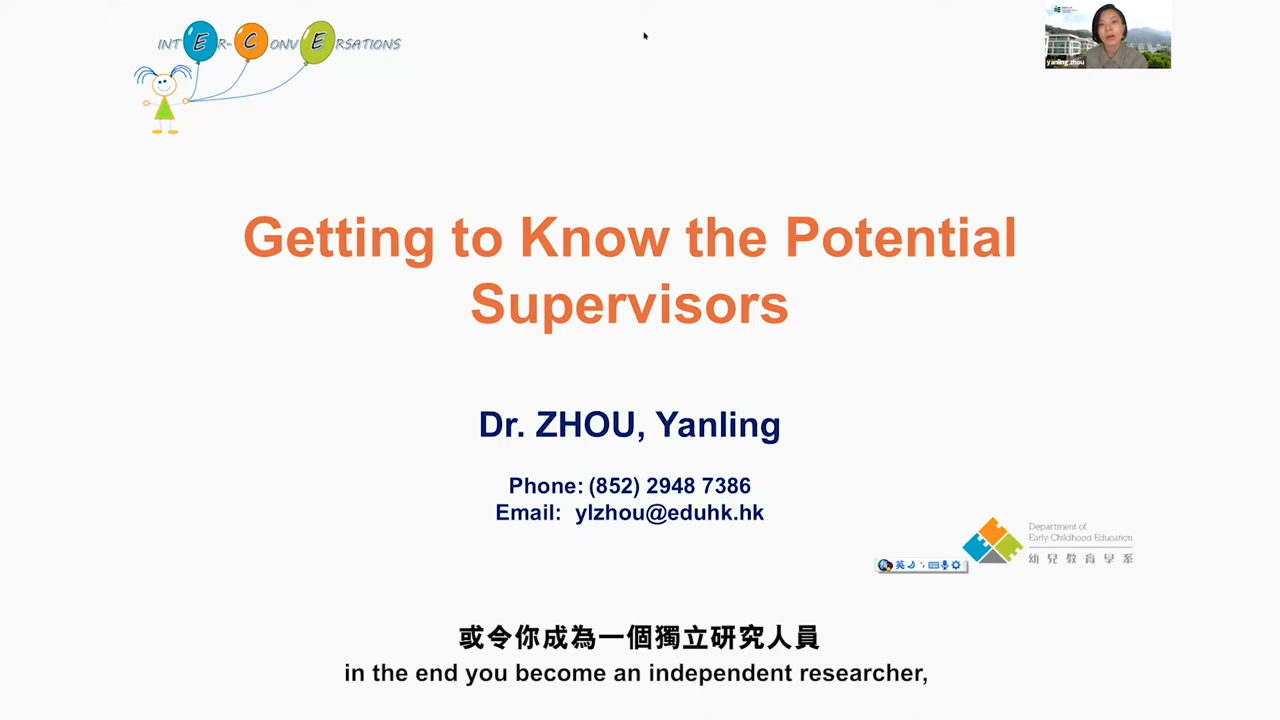 INTER-CONVERSATIONS
yanling zhou
Getting to Know the Potential
Supervisors
Dr. ZHOU, Yanling
Phone: (852) 2948 7386
Email: ylzhou@eduhk.hk
Department of
Early Childhood Education
幼兒教育學系
英
或令你成為一個獨立研究人員
in the end you become an independent researcher,